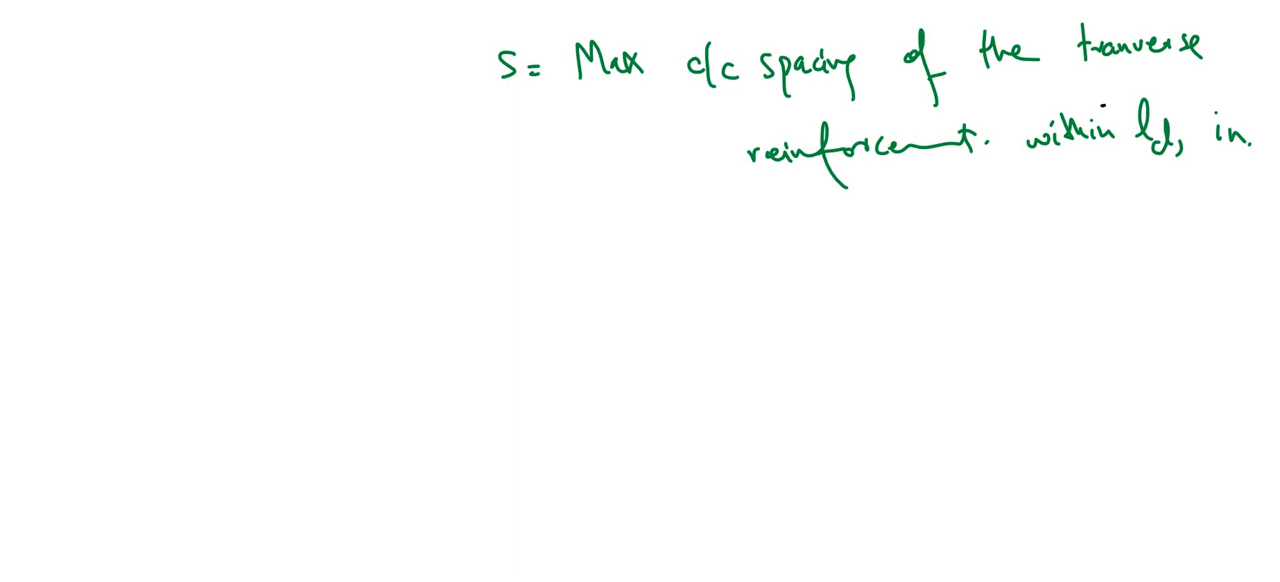 s = Max c/c spacing of the tranverse
reinforcement. within ld, in.